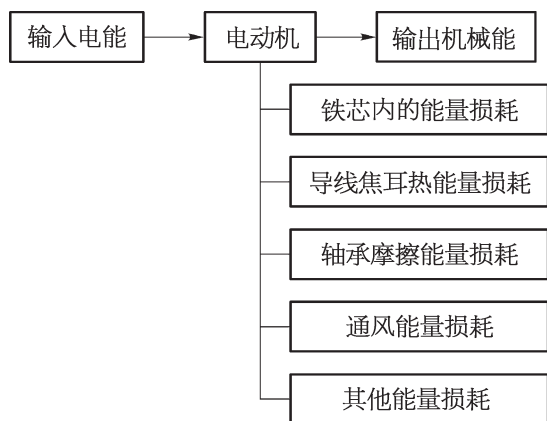 输入电能
电动机
输出机械能
铁芯内的能量损耗
导线焦耳热能量损耗
轴承摩擦能量损耗
通风能量损耗
其他能量损耗